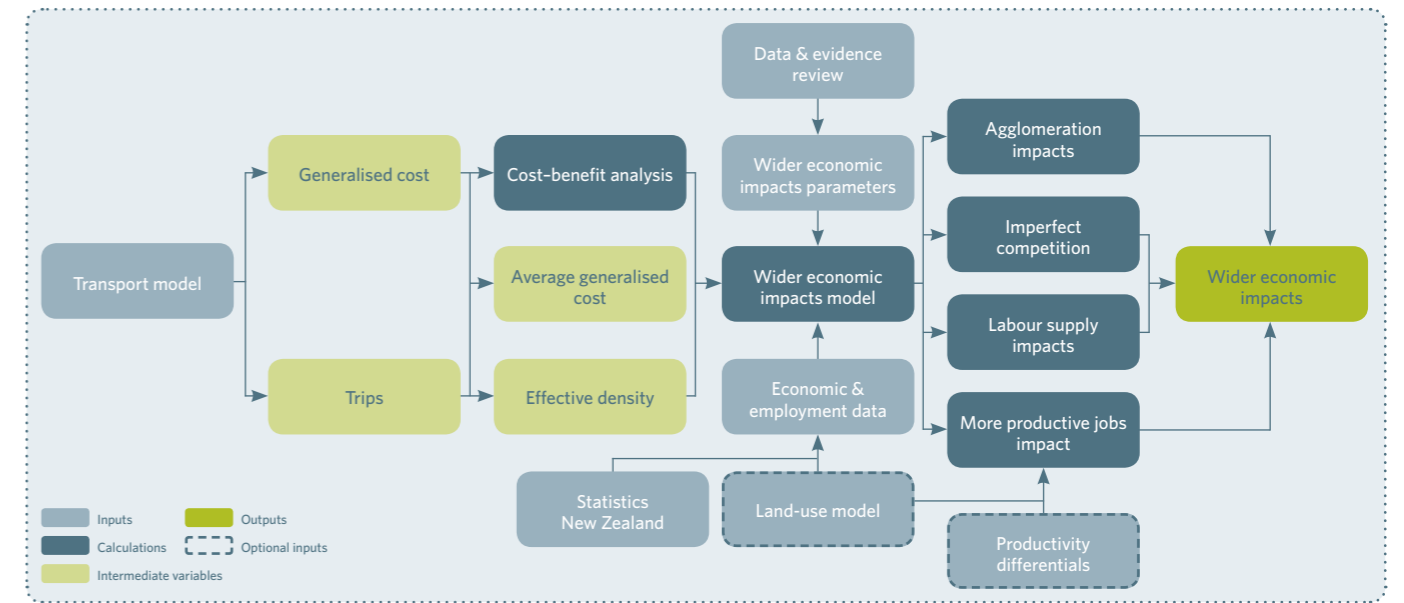 Data & evidence
review
Agglomeration
impacts
Generalised cost
Cost–benefit analysis
Wider economic
impacts parameters
Imperfect
competition
Transport model
Average generalised
cost
Wider economic
impacts model
Wider economic
impacts
Labour supply
impacts
Trips
Effective density
Economic &
employment data
More productive jobs
impact
Statistics
New Zealand
Land-use model
Productivity
differentials
Inputs
Outputs
Calculations
Optional inputs
Intermediate variables